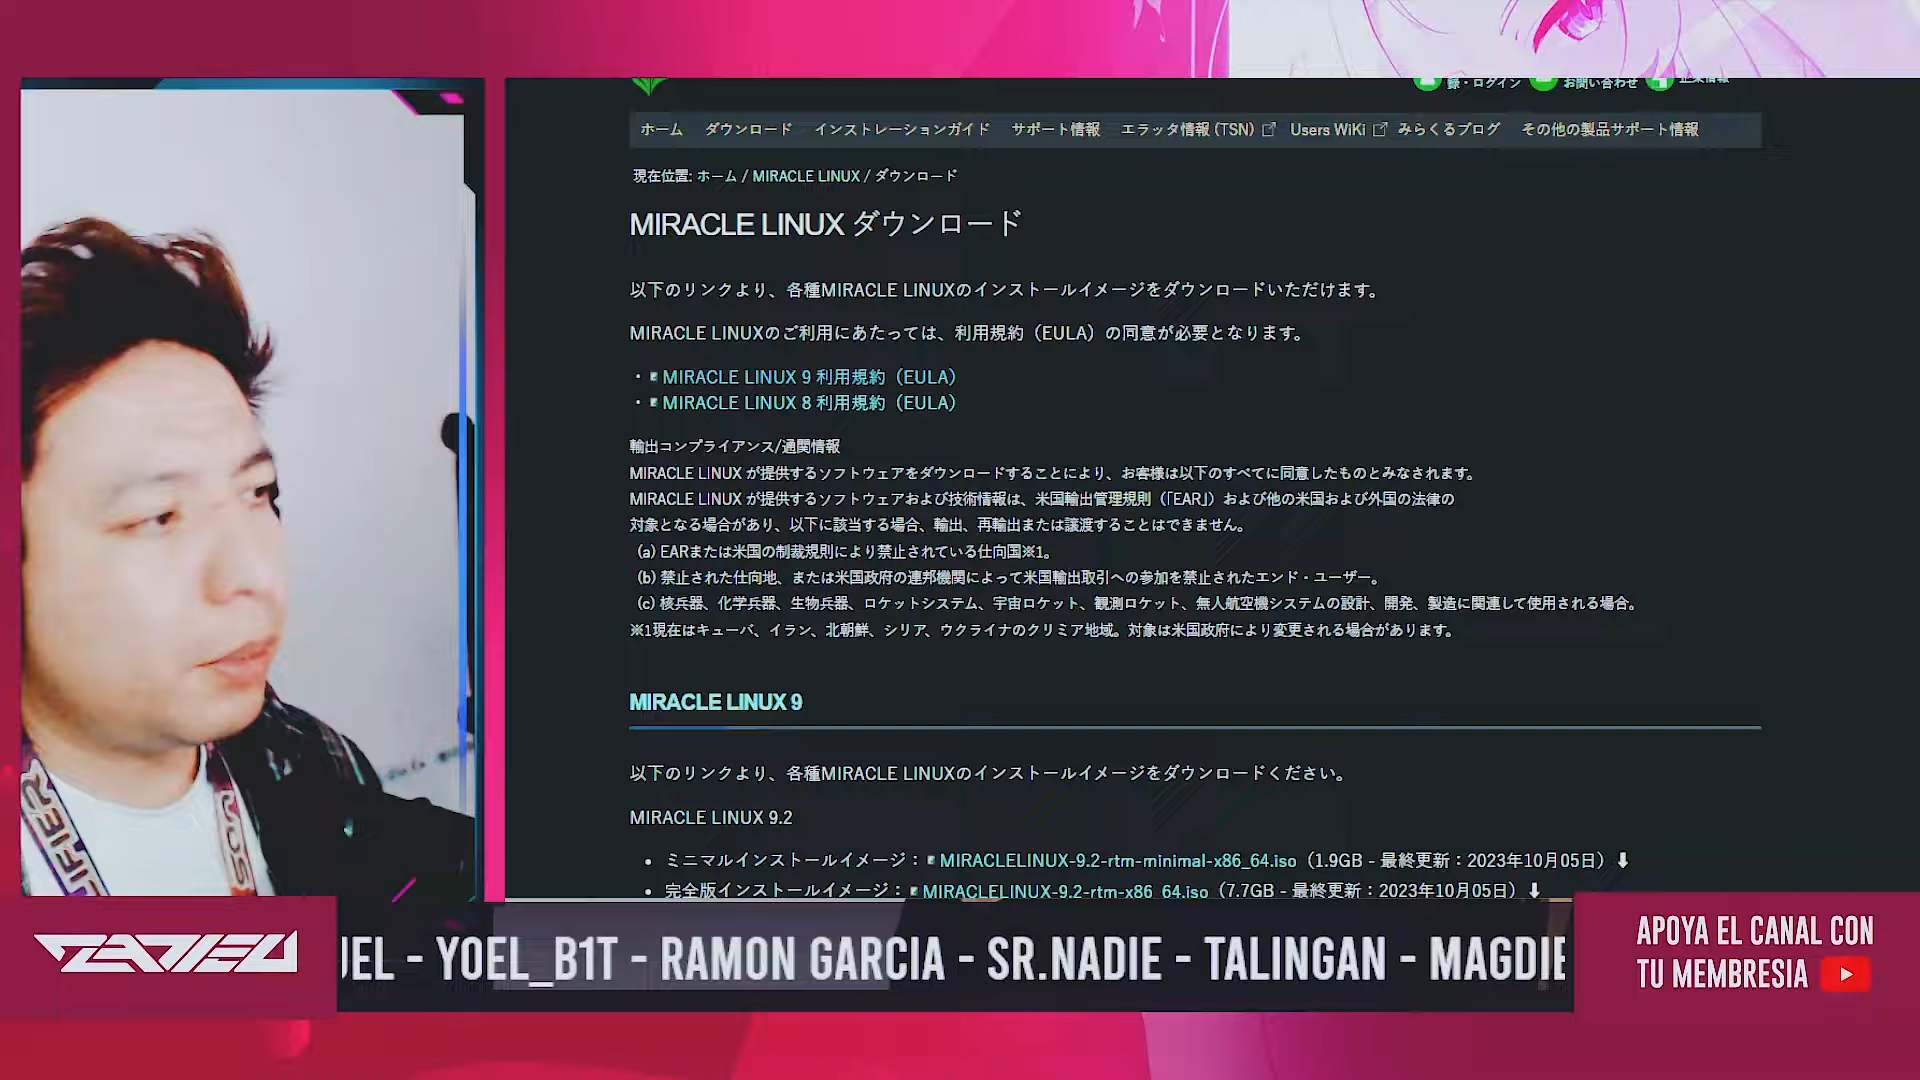 録・ログイン お問い合わせ 企業情報
ホーム ダウンロード インストレーションガイド サポート情報 エラッタ情報 (TSN) Users WiKi みらくるブログ その他の製品サポート情報
現在位置: ホーム / MIRACLE LINUX / ダウンロード
MIRACLE LINUX ダウンロード
以下のリンクより、各種MIRACLE LINUXのインストールイメージをダウンロードいただけます。
MIRACLE LINUXのご利用にあたっては、利用規約（EULA）の同意が必要となります。
・MIRACLE LINUX 9 利用規約（EULA）
・MIRACLE LINUX 8 利用規約（EULA）
輸出コンプライアンス/通関情報
MIRACLE LINUX が提供するソフトウェアをダウンロードすることにより、お客様は以下のすべてに同意したものとみなされます。
MIRACLE LINUX が提供するソフトウェアおよび技術情報は、米国輸出管理規則（「EAR」）および他の米国および外国の法律の
対象となる場合があり、以下に該当する場合、輸出、再輸出または譲渡することはできません。
(a) EARまたは米国の制裁規則により禁止されている仕向国※1。
(b) 禁止された仕向地、または米国政府の連邦機関によって米国輸出取引への参加を禁止されたエンド・ユーザー。
(c) 核兵器、化学兵器、生物兵器、ロケットシステム、宇宙ロケット、観測ロケット、無人航空機システムの設計、開発、製造に関連して使用される場合。
※1現在はキューバ、イラン、北朝鮮、シリア、ウクライナのクリミア地域。対象は米国政府により変更される場合があります。
MIRACLE LINUX 9
以下のリンクより、各種MIRACLE LINUXのインストールイメージをダウンロードください。
MIRACLE LINUX 9.2
• ミニマルインストールイメージ：MIRACLELINUX-9.2-rtm-minimal-x86_64.iso（1.9GB - 最終更新：2023年10月05日）⬇
• 完全版インストールイメージ：MIRACLELINUX-9.2-rtm-x86_64.iso（7.7GB - 最終更新：2023年10月05日）⬇
UEL - YOEL_B1T - RAMON GARCIA - SR.NADIE - TALINGAN - MAGDIE
APOYA EL CANAL CON
TU MEMBRESIA